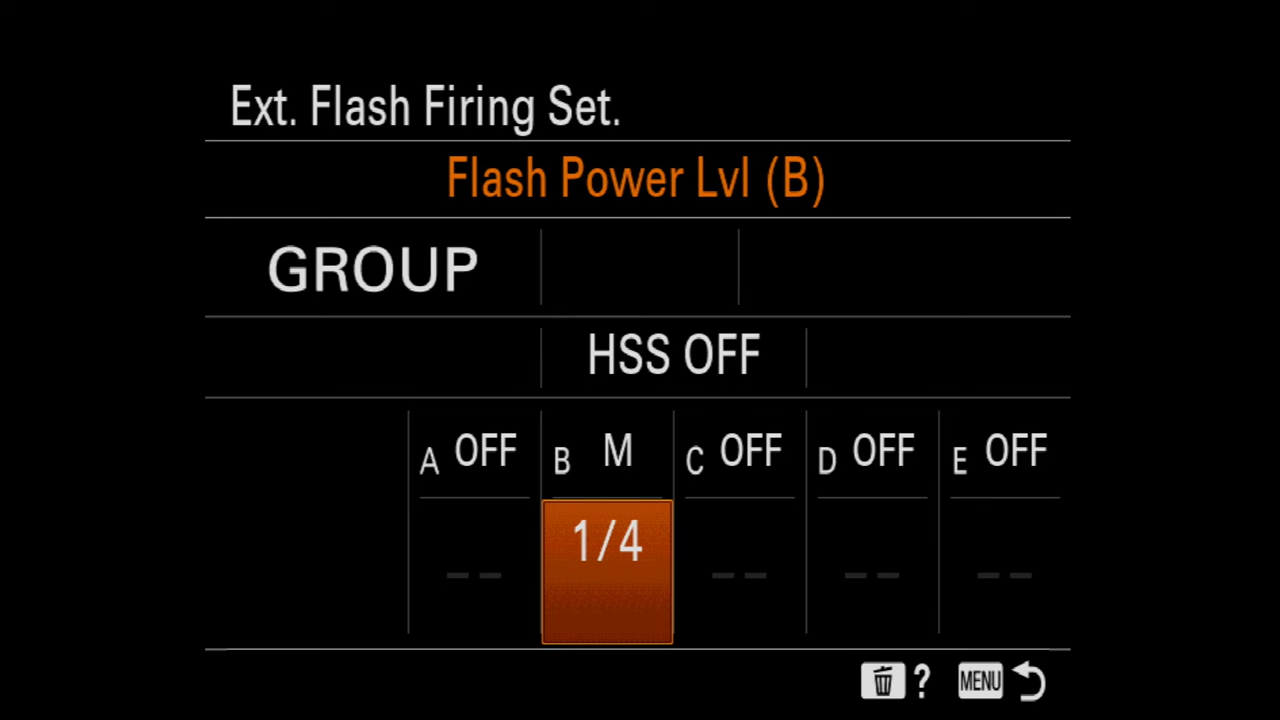 Ext. Flash Firing Set.
Flash Power Lvl (B)
GROUP
HSS OFF
A OFF B M C OFF D OFF E OFF
-- 1/4 -- -- --
? MENU